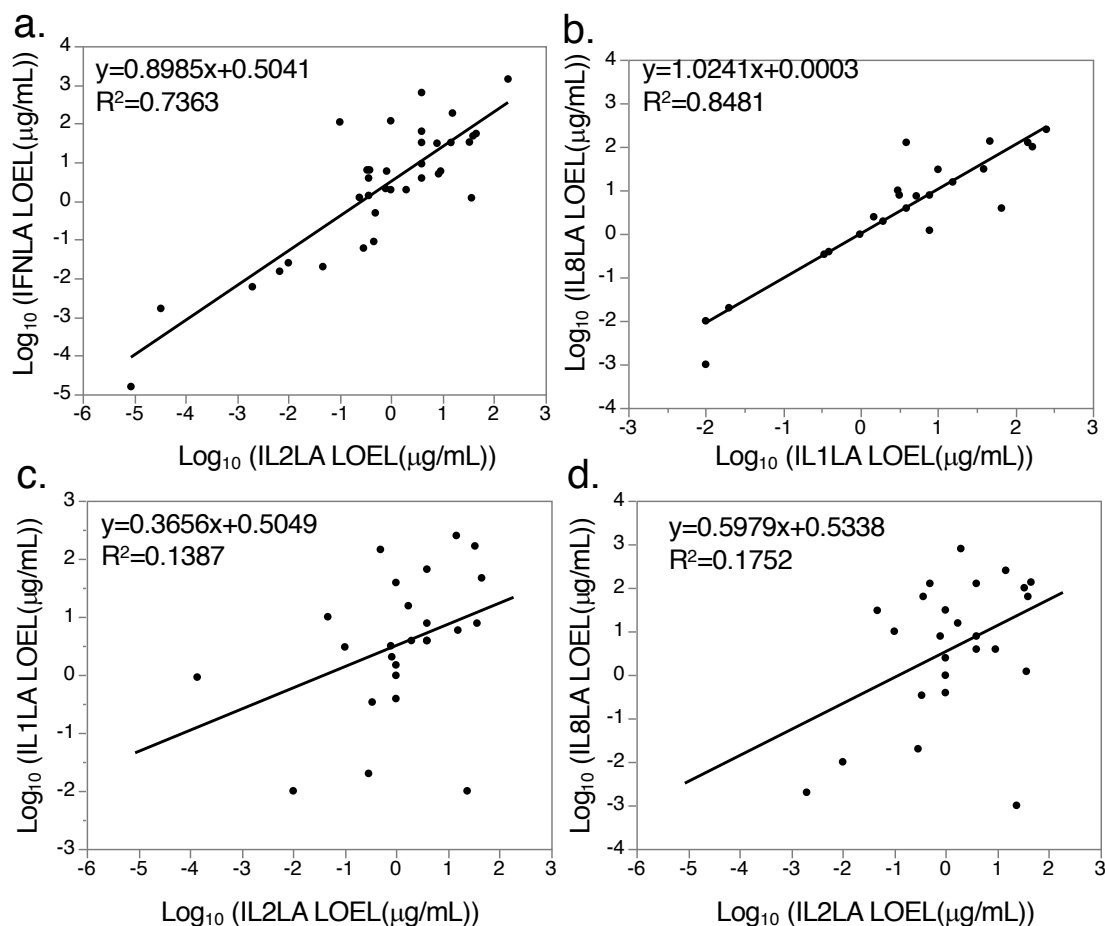 a.
y=0.8985x+0.5041
R²=0.7363
Log₁₀ (IFNLA LOEL(μg/mL))
4
3
2
1
0
-1
-2
-3
-4
-5
-6 -5 -4 -3 -2 -1 0 1 2 3
Log₁₀ (IL2LA LOEL(μg/mL))
b.
y=1.0241x+0.0003
R²=0.8481
Log₁₀ (IL8LA LOEL(μg/mL))
4
3
2
1
0
-1
-2
-3
-4
-3 -2 -1 0 1 2 3
Log₁₀ (IL1LA LOEL(μg/mL))
c.
y=0.3656x+0.5049
R²=0.1387
Log₁₀ (IL1LA LOEL(μg/mL))
3
2
1
0
-1
-2
-3
-6 -5 -4 -3 -2 -1 0 1 2 3
Log₁₀ (IL2LA LOEL(μg/mL))
d.
y=0.5979x+0.5338
R²=0.1752
Log₁₀ (IL8LA LOEL(μg/mL))
4
3
2
1
0
-1
-2
-3
-4
-6 -5 -4 -3 -2 -1 0 1 2 3
Log₁₀ (IL2LA LOEL(μg/mL))